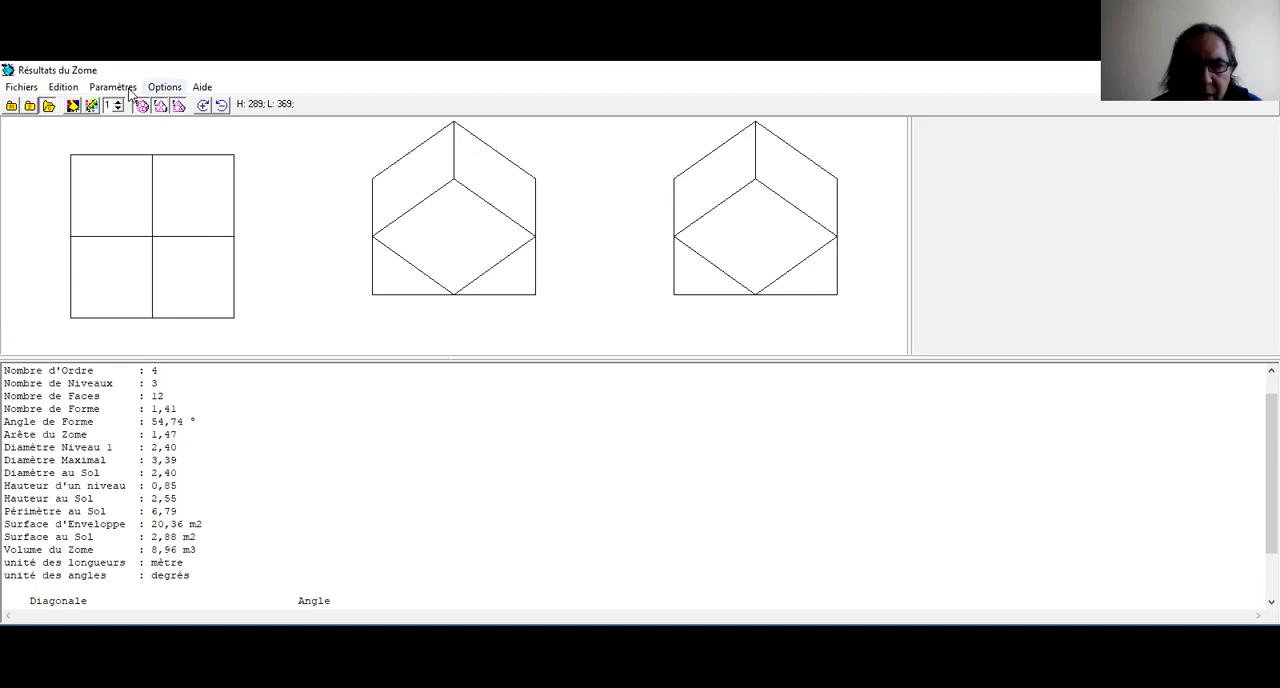 Résultats du Zome
Fichiers Edition Paramètres Options Aide
1 H: 289; L: 369;
Nombre d'Ordre : 4
Nombre de Niveaux : 3
Nombre de Faces : 12
Nombre de Forme : 1,41
Angle de Forme : 54,74 °
Arête du Zome : 1,47
Diamètre Niveau 1 : 2,40
Diamètre Maximal : 3,39
Diamètre au Sol : 2,40
Hauteur d'un niveau : 0,85
Hauteur au Sol : 2,55
Périmètre au Sol : 6,79
Surface d'Enveloppe : 20,36 m2
Surface au Sol : 2,88 m2
Volume du Zome : 8,96 m3
unité des longueurs : mètre
unité des angles : degrés
Diagonale Angle